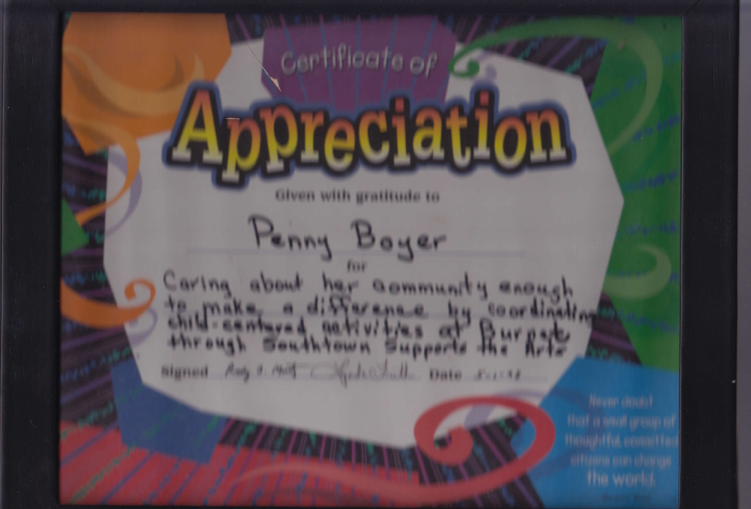 Certificate of
Appreciation
Given with gratitude to
Penny Boyer
for
Caring about her community enough
to make a difference by coordinating
child-centered activities at Burnet
through Southtown Supports the Arts
Signed Date
Never doubt
that a small group of
thoughtful, committed
citizens can change
the world.